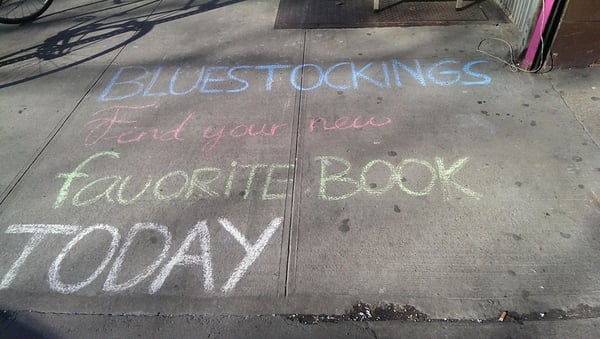 BLUESTOCKINGS
Find your new
favoRITE BOOK
TODAY